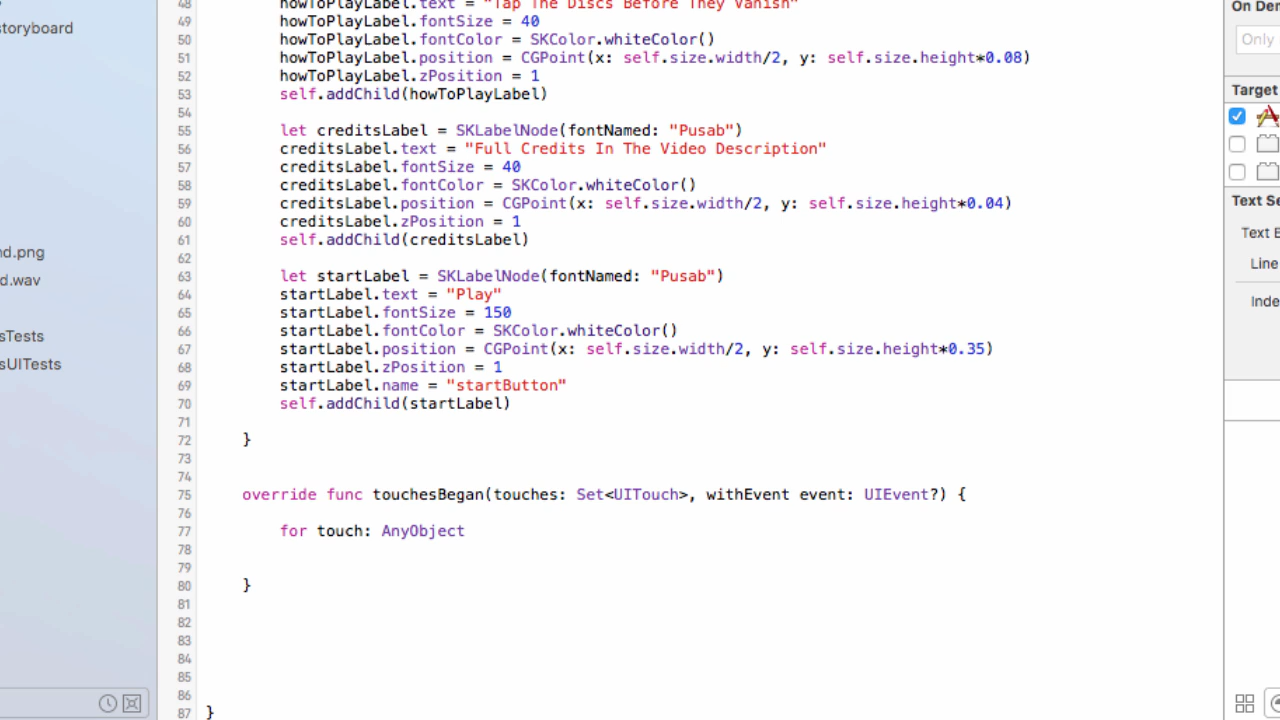 48 howToPlayLabel.text = "Tap The Discs Before They Vanish"
49 howToPlayLabel.fontSize = 40
50 howToPlayLabel.fontColor = SKColor.whiteColor()
51 howToPlayLabel.position = CGPoint(x: self.size.width/2, y: self.size.height*0.08)
52 howToPlayLabel.zPosition = 1
53 self.addChild(howToPlayLabel)
54
55 let creditsLabel = SKLabelNode(fontNamed: "Pusab")
56 creditsLabel.text = "Full Credits In The Video Description"
57 creditsLabel.fontSize = 40
58 creditsLabel.fontColor = SKColor.whiteColor()
59 creditsLabel.position = CGPoint(x: self.size.width/2, y: self.size.height*0.04)
60 creditsLabel.zPosition = 1
61 self.addChild(creditsLabel)
62
63 let startLabel = SKLabelNode(fontNamed: "Pusab")
64 startLabel.text = "Play"
65 startLabel.fontSize = 150
66 startLabel.fontColor = SKColor.whiteColor()
67 startLabel.position = CGPoint(x: self.size.width/2, y: self.size.height*0.35)
68 startLabel.zPosition = 1
69 startLabel.name = "startButton"
70 self.addChild(startLabel)
71
72 }
73
74
75 override func touchesBegan(touches: Set<UITouch>, withEvent event: UIEvent?) {
76
77 for touch: AnyObject
78
79
80 }
81
82
83
84
85
86
87 }
storyboard
nd.png
d.wav
sTests
sUITests
On Den
Only
Target
Text Se
Text E
Line
Inde